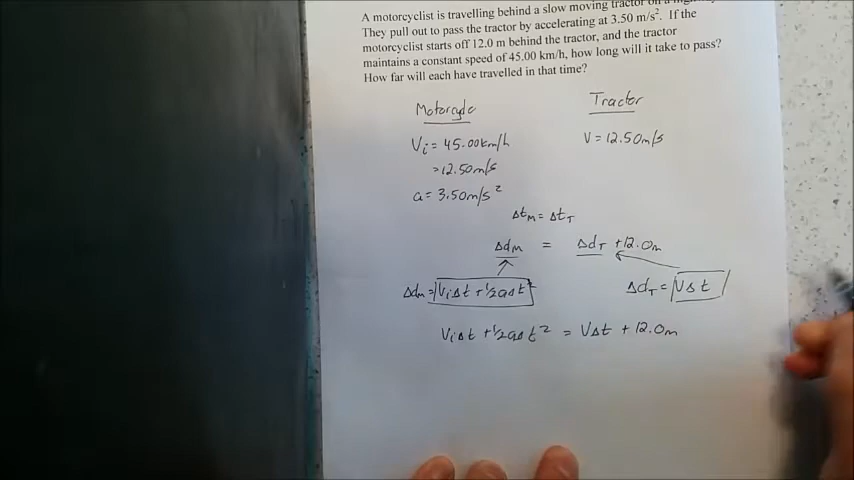 A motorcyclist is travelling behind a slow moving tractor on a
They pull out to pass the tractor by accelerating at 3.50 m/s². If the
motorcyclist starts off 12.0 m behind the tractor, and the tractor
maintains a constant speed of 45.00 km/h, how long will it take to pass?
How far will each have travelled in that time?
Motorcycle Tractor
Vi = 45.00km/h V = 12.50m/s
=12.50m/s
a = 3.50m/s²
Δtm = ΔtT
Δdm = ΔdT +12.0m
Δdm = ViΔt + ½aΔt² ΔdT = VΔt
ViΔt + ½aΔt² = VΔt + 12.0m